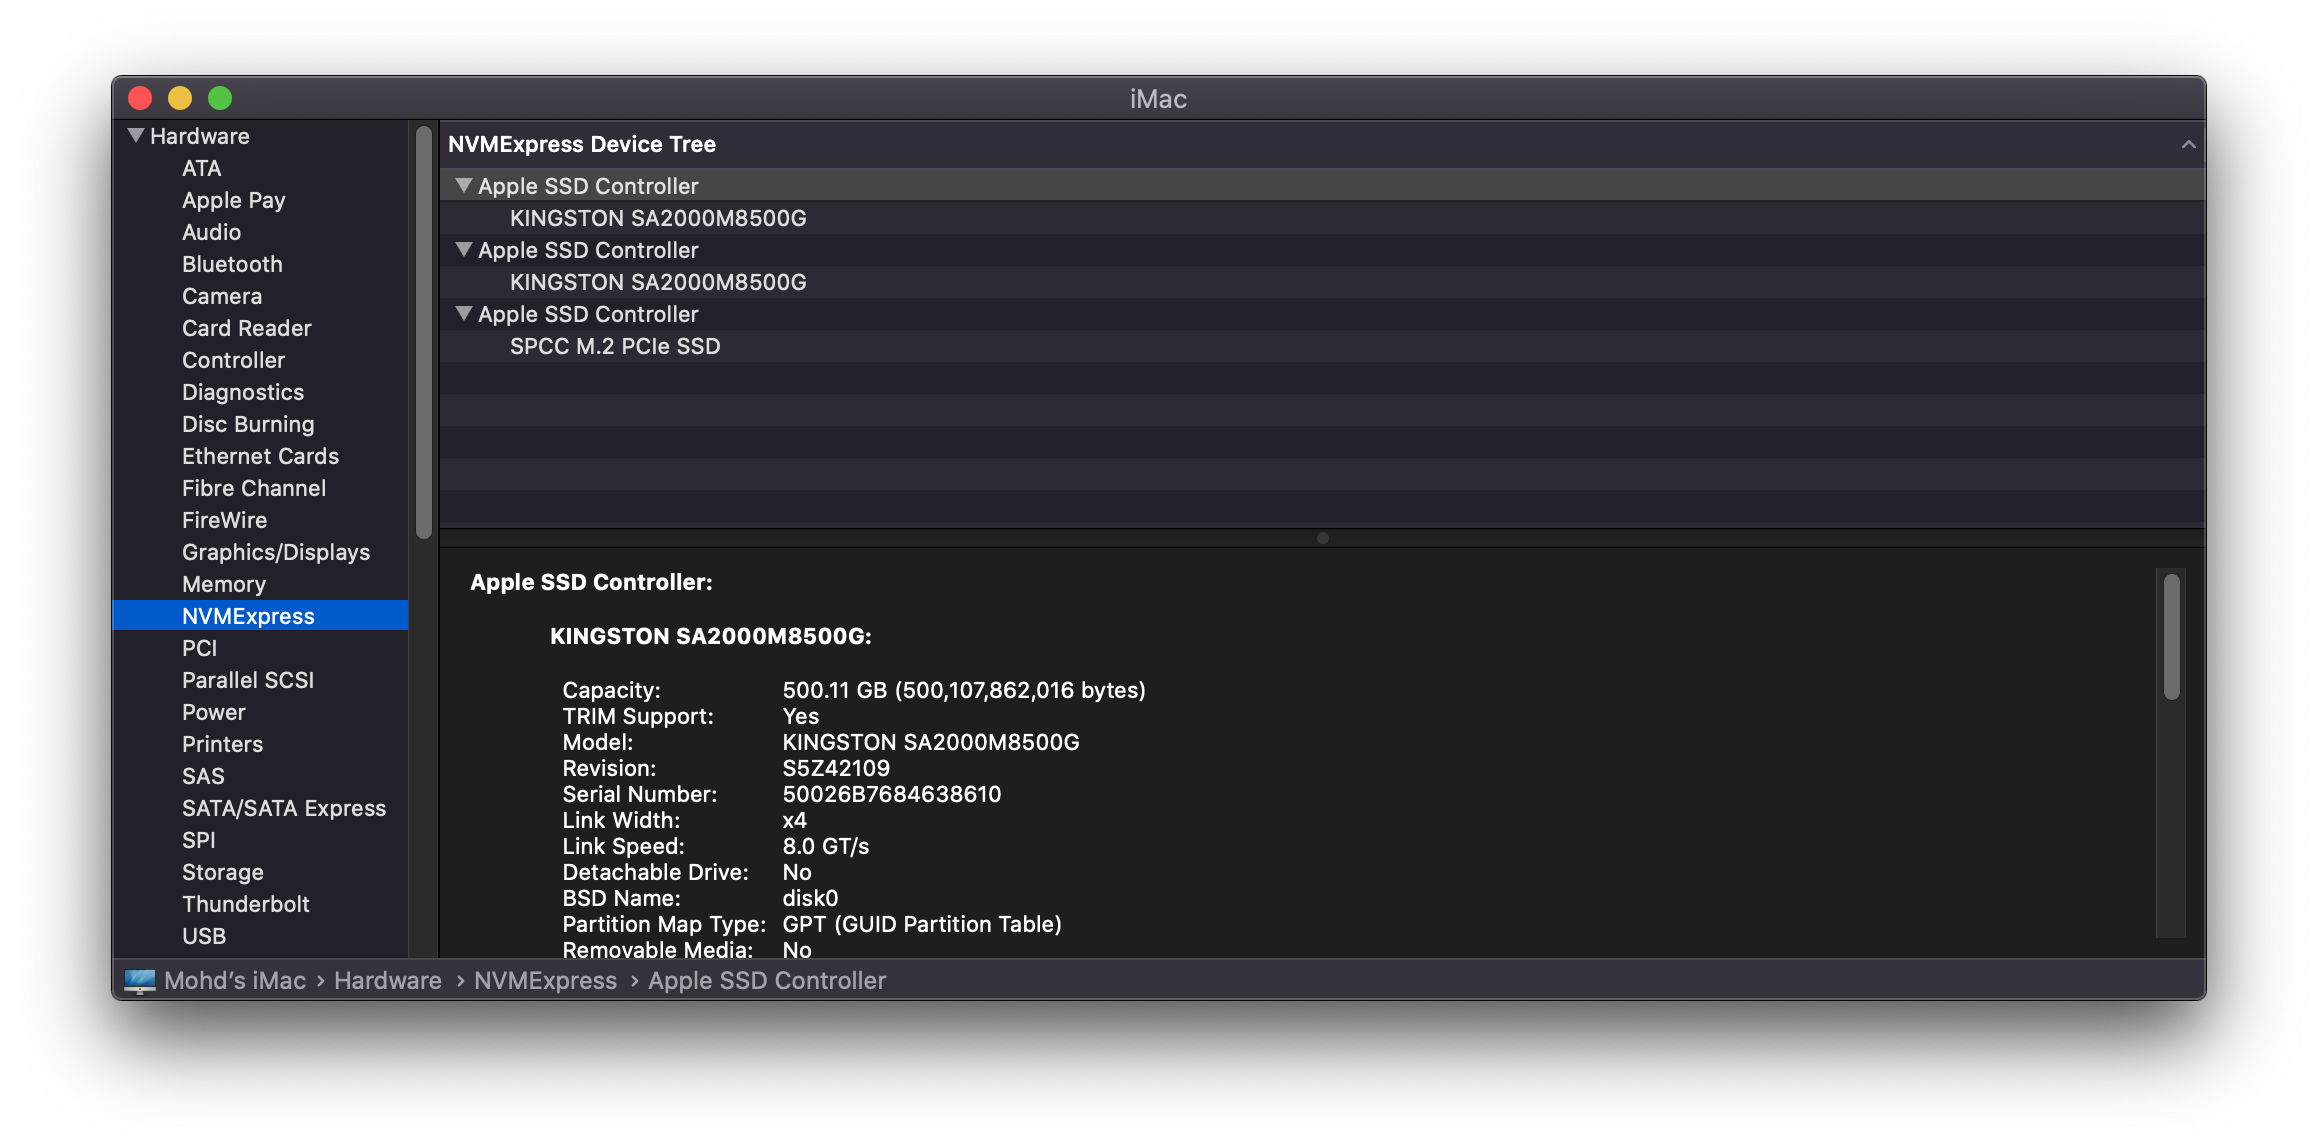 iMac
Hardware
ATA
Apple Pay
Audio
Bluetooth
Camera
Card Reader
Controller
Diagnostics
Disc Burning
Ethernet Cards
Fibre Channel
FireWire
Graphics/Displays
Memory
NVMExpress
PCI
Parallel SCSI
Power
Printers
SAS
SATA/SATA Express
SPI
Storage
Thunderbolt
USB
NVMExpress Device Tree
Apple SSD Controller
KINGSTON SA2000M8500G
Apple SSD Controller
KINGSTON SA2000M8500G
Apple SSD Controller
SPCC M.2 PCIe SSD
Apple SSD Controller:
KINGSTON SA2000M8500G:
Capacity: 500.11 GB (500,107,862,016 bytes)
TRIM Support: Yes
Model: KINGSTON SA2000M8500G
Revision: S5Z42109
Serial Number: 50026B7684638610
Link Width: x4
Link Speed: 8.0 GT/s
Detachable Drive: No
BSD Name: disk0
Partition Map Type: GPT (GUID Partition Table)
Removable Media: No
Mohd’s iMac › Hardware › NVMExpress › Apple SSD Controller